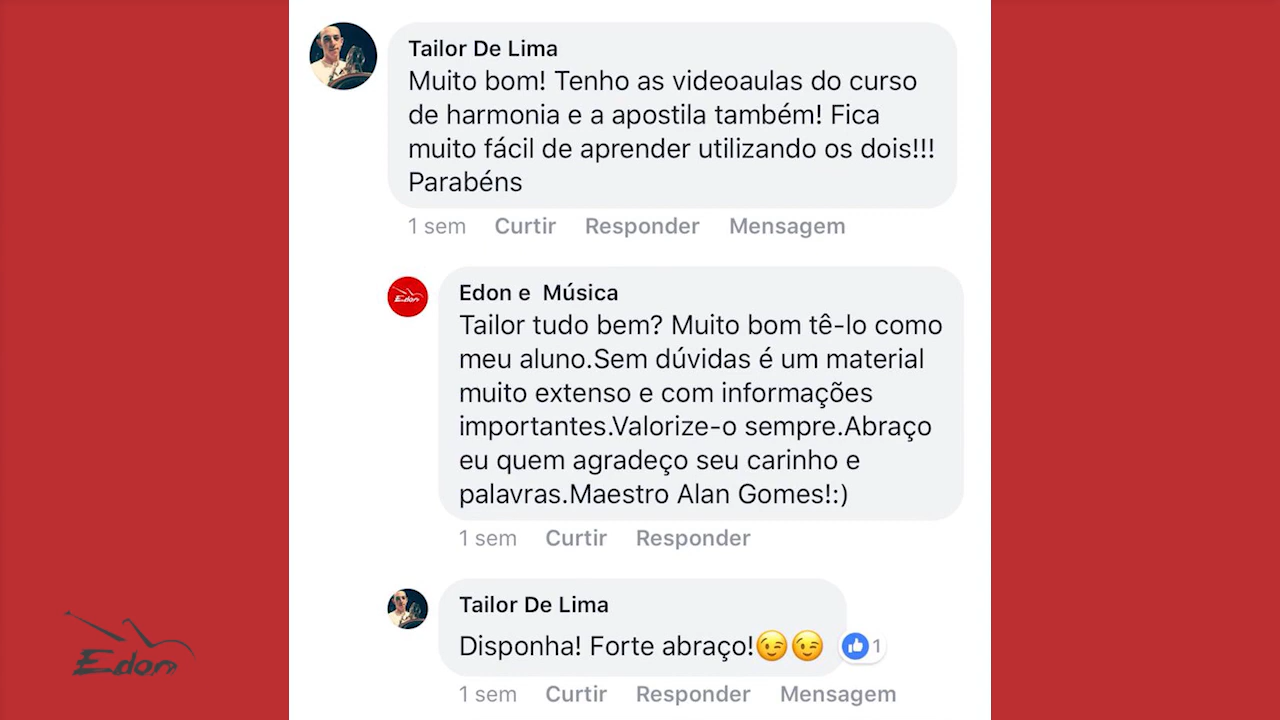 Tailor De Lima
Muito bom! Tenho as videoaulas do curso
de harmonia e a apostila também! Fica
muito fácil de aprender utilizando os dois!!!
Parabéns
1 sem Curtir Responder Mensagem
Edon
Edon e Música
Tailor tudo bem? Muito bom tê-lo como
meu aluno.Sem dúvidas é um material
muito extenso e com informações
importantes.Valorize-o sempre.Abraço
eu quem agradeço seu carinho e
palavras.Maestro Alan Gomes!:)
1 sem Curtir Responder
Tailor De Lima
Disponha! Forte abraço!😉😉 1
1 sem Curtir Responder Mensagem
Edon